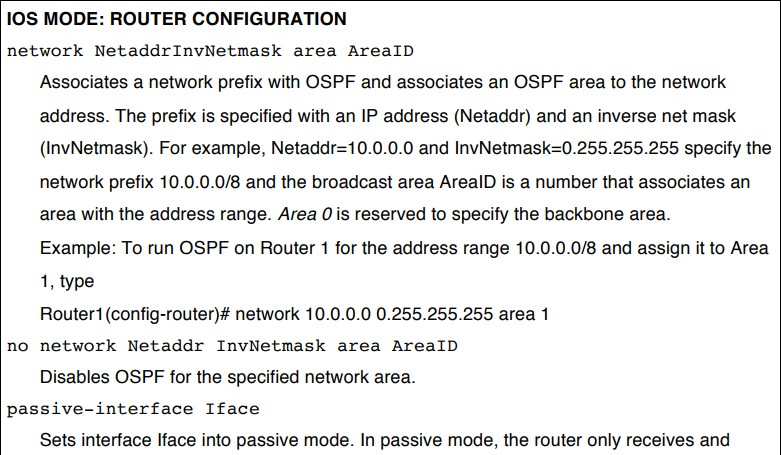 IOS MODE: ROUTER CONFIGURATION
network NetaddrInvNetmask area AreaID
Associates a network prefix with OSPF and associates an OSPF area to the network
address. The prefix is specified with an IP address (Netaddr) and an inverse net mask
(InvNetmask). For example, Netaddr=10.0.0.0 and InvNetmask=0.255.255.255 specify the
network prefix 10.0.0.0/8 and the broadcast area AreaID is a number that associates an
area with the address range. Area 0 is reserved to specify the backbone area.
Example: To run OSPF on Router 1 for the address range 10.0.0.0/8 and assign it to Area
1, type
Router1(config-router)# network 10.0.0.0 0.255.255.255 area 1
no network Netaddr InvNetmask area AreaID
Disables OSPF for the specified network area.
passive-interface Iface
Sets interface Iface into passive mode. In passive mode, the router only receives and